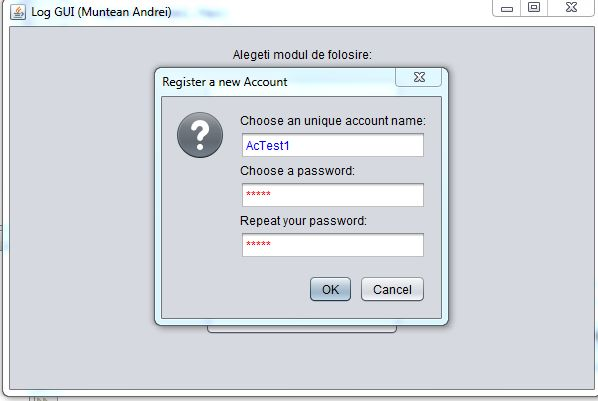 Log GUI (Muntean Andrei)
Alegeti modul de folosire:
Register a new Account
Choose an unique account name:
AcTest1
Choose a password:
*****
Repeat your password:
*****
OK Cancel